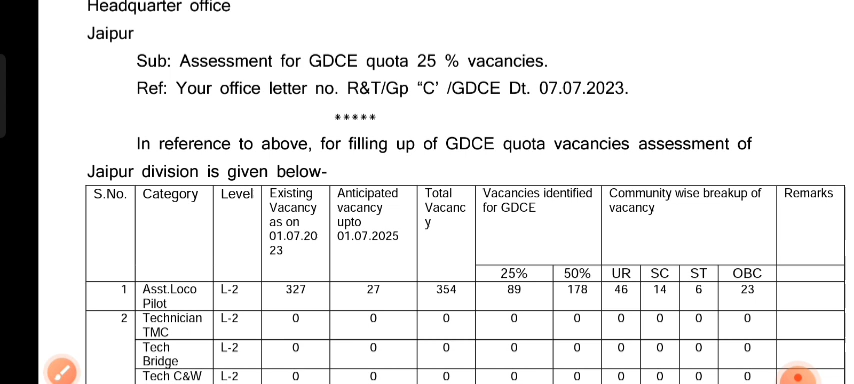 Headquarter office
Jaipur
Sub: Assessment for GDCE quota 25 % vacancies.
Ref: Your office letter no. R&T/Gp “C’ /GDCE Dt. 07.07.2023.
*****
In reference to above, for filling up of GDCE quota vacancies assessment of
Jaipur division is given below-
S.No. Category Level Existing Vacancy as on 01.07.20 23 Anticipated vacancy upto 01.07.2025 Total Vacanc y Vacancies identified for GDCE Community wise breakup of vacancy Remarks
25% 50% UR SC ST OBC
1 Asst.Loco Pilot L-2 327 27 354 89 178 46 14 6 23
2 Technician TMC L-2 0 0 0 0 0 0 0 0 0
Tech Bridge L-2 0 0 0 0 0 0 0 0 0
Tech C&W L-2 0 0 0 0 0 0 0 0 0